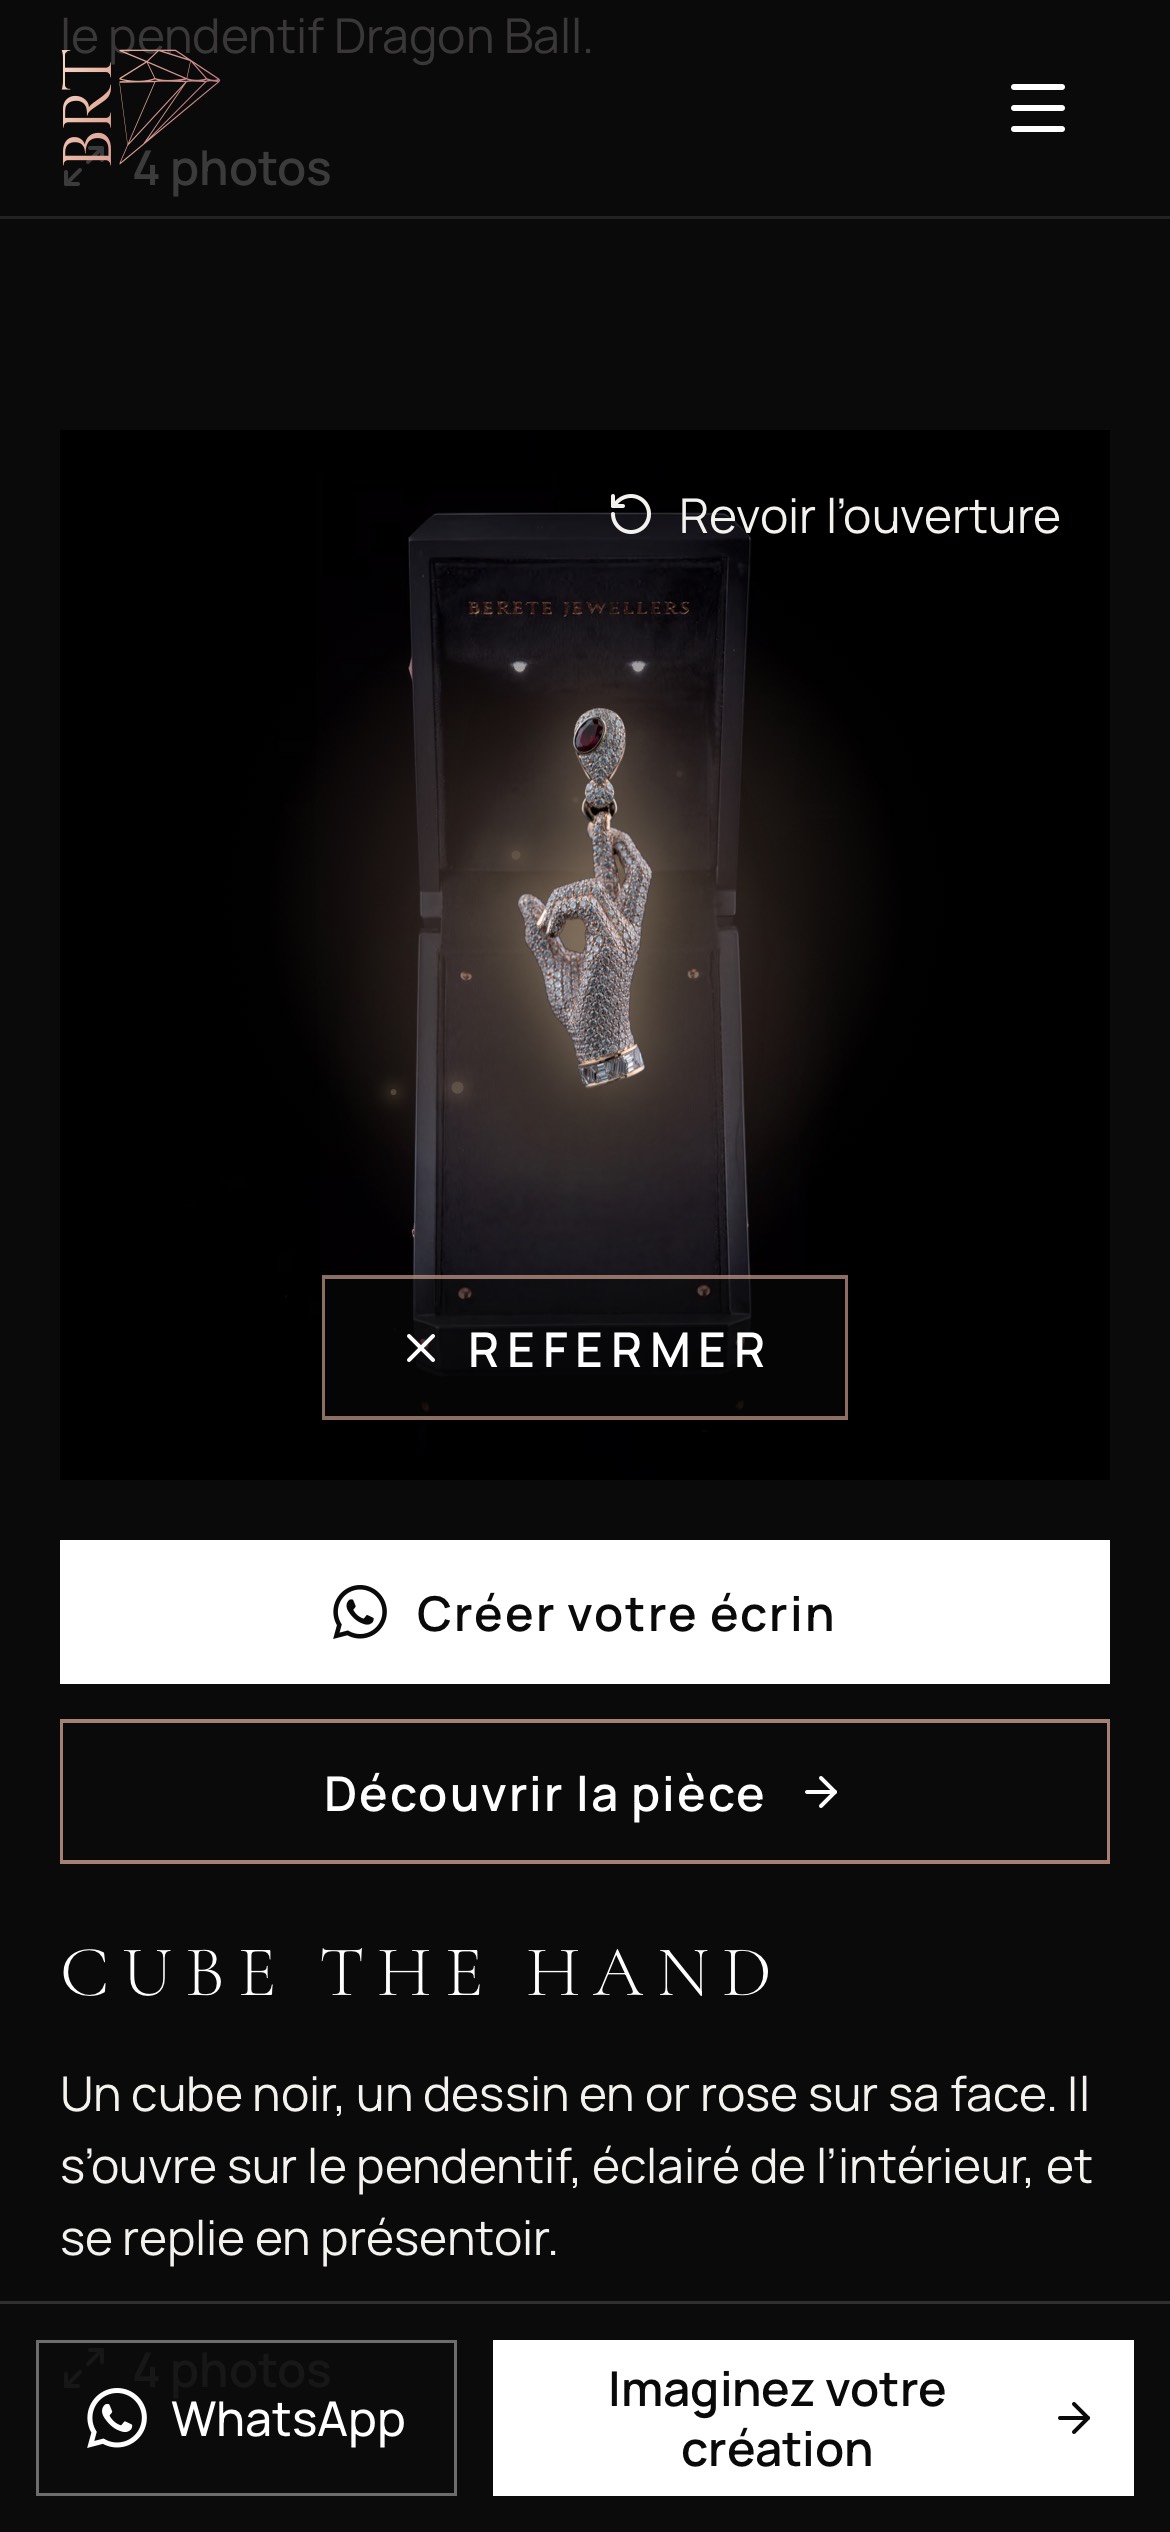 le pendentif Dragon Ball.
BRT
4 photos
Revoir l’ouverture
BERETE JEWELLERS
REFERMER
Créer votre écrin
Découvrir la pièce
CUBE THE HAND
Un cube noir, un dessin en or rose sur sa face. Il
s’ouvre sur le pendentif, éclairé de l’intérieur, et
se replie en présentoir.
4 photos
WhatsApp
Imaginez votre
création